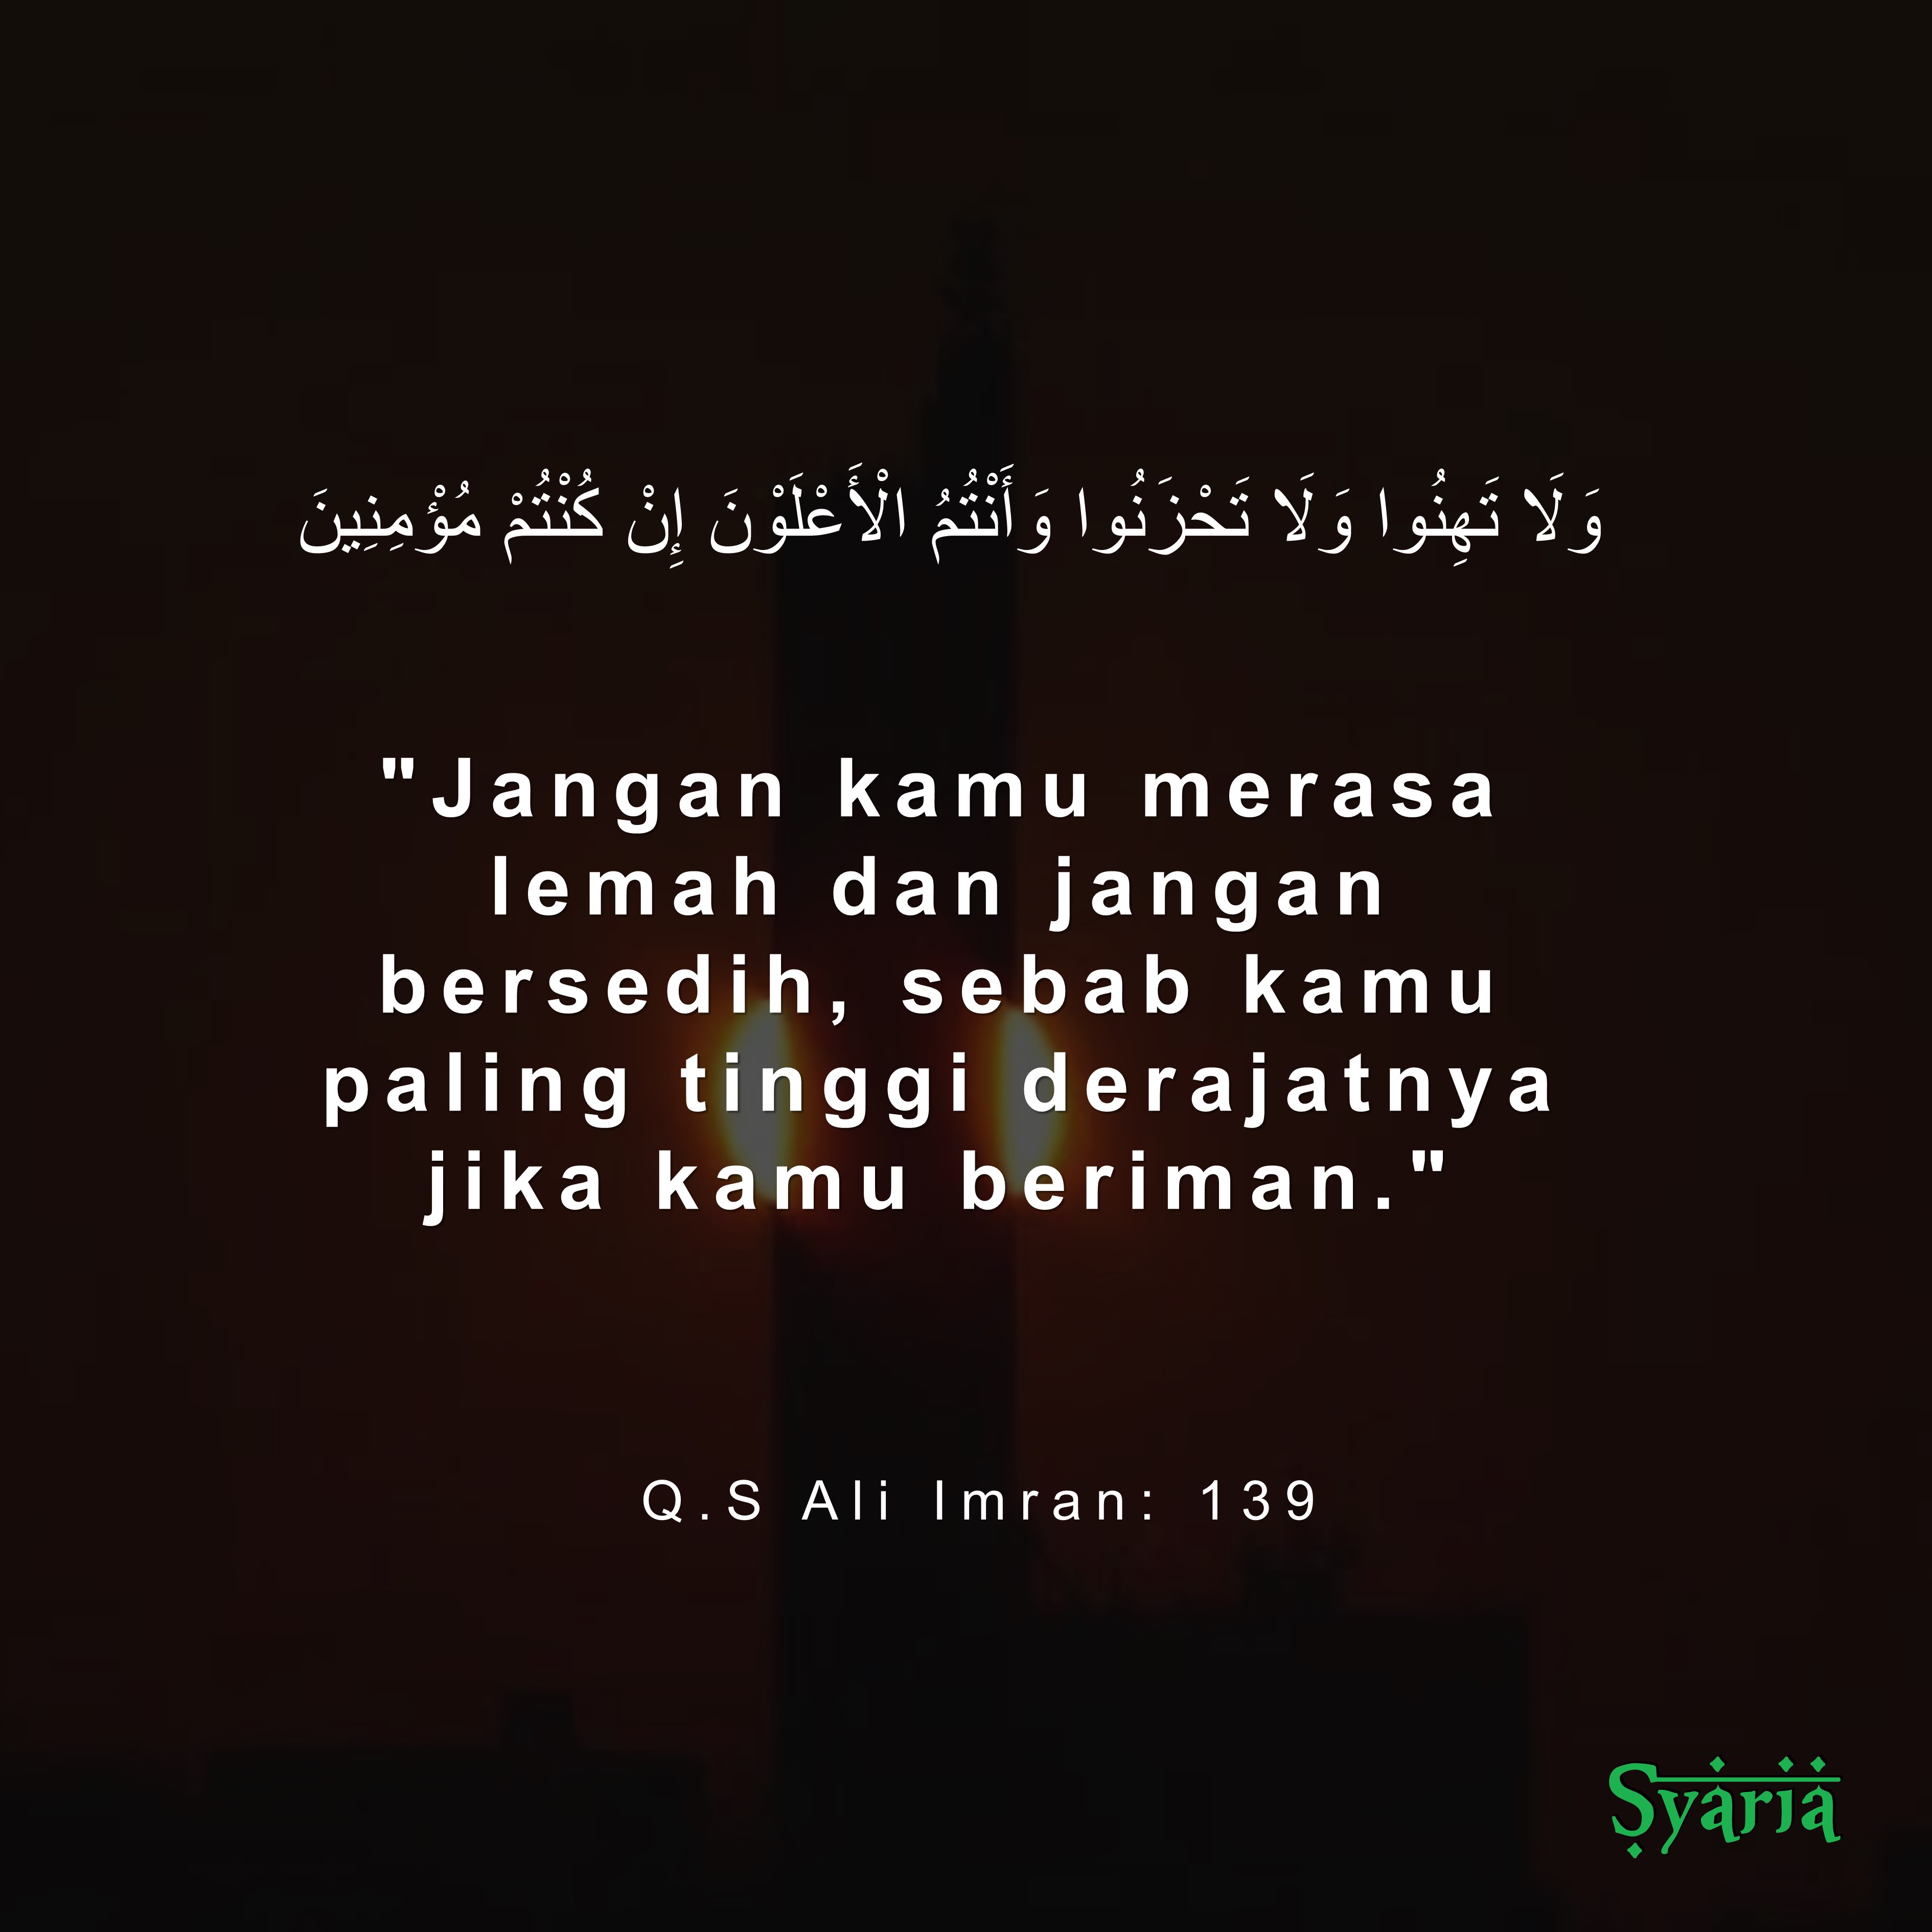 وَلَا تَهِنُوا وَلَا تَحْزَنُوا وَأَنْتُمُ الْأَعْلَوْنَ إِنْ كُنْتُمْ مُؤْمِنِينَ
"Jangan kamu merasa
lemah dan jangan
bersedih, sebab kamu
paling tinggi derajatnya
jika kamu beriman."
Q.S Ali Imran: 139
Syaria